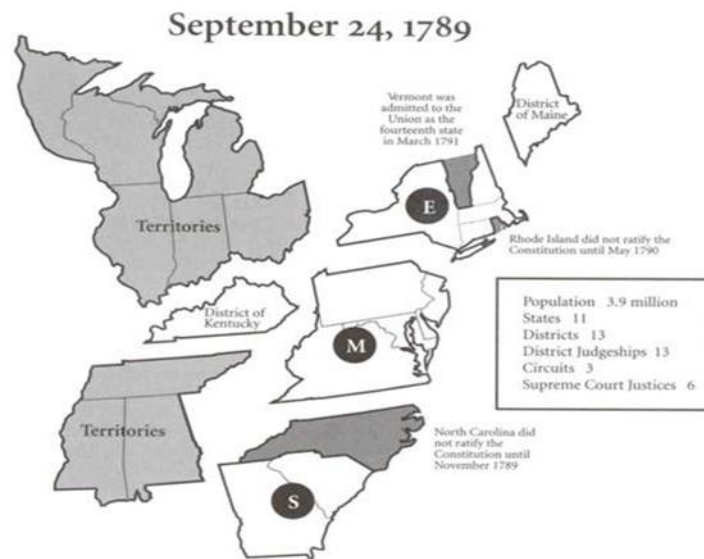 September 24, 1789
Vermont was
admitted to the
Union as the
fourteenth state
in March 1791
District
of Maine
E
Territories
Rhode Island did not ratify the
Constitution until May 1790
District of
Kentucky
Population 3.9 million
States 11
Districts 13
District Judgeships 13
Circuits 3
Supreme Court Justices 6
M
Territories
North Carolina did
not ratify the
Constitution until
November 1789
S